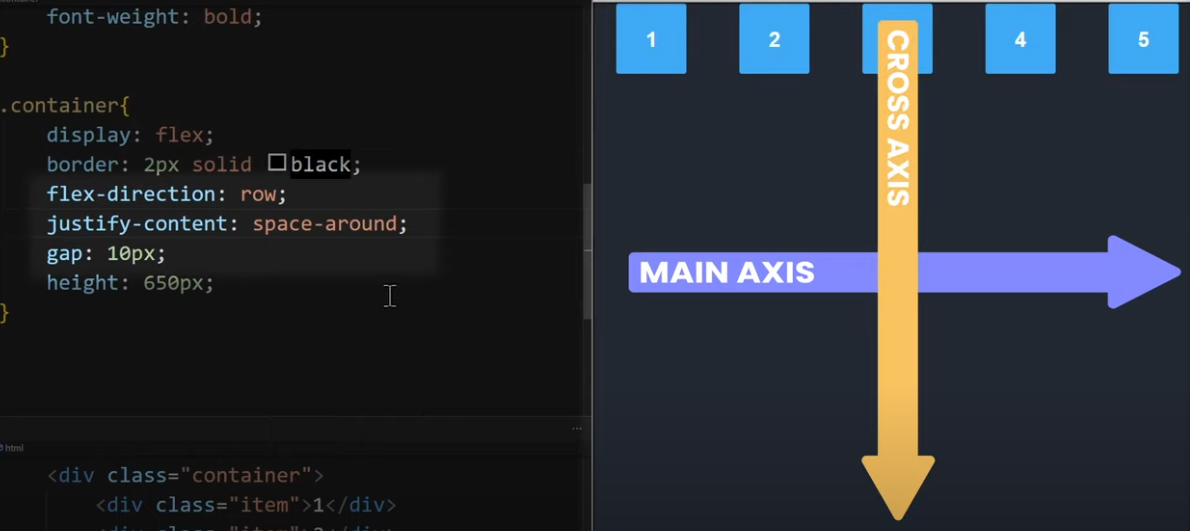 font-weight: bold;
}
.container{
display: flex;
border: 2px solid black;
flex-direction: row;
justify-content: space-around;
gap: 10px;
height: 650px;
}
...
html
<div class="container">
<div class="item">1</div>
1
2
4
5
CROSS AXIS
MAIN AXIS